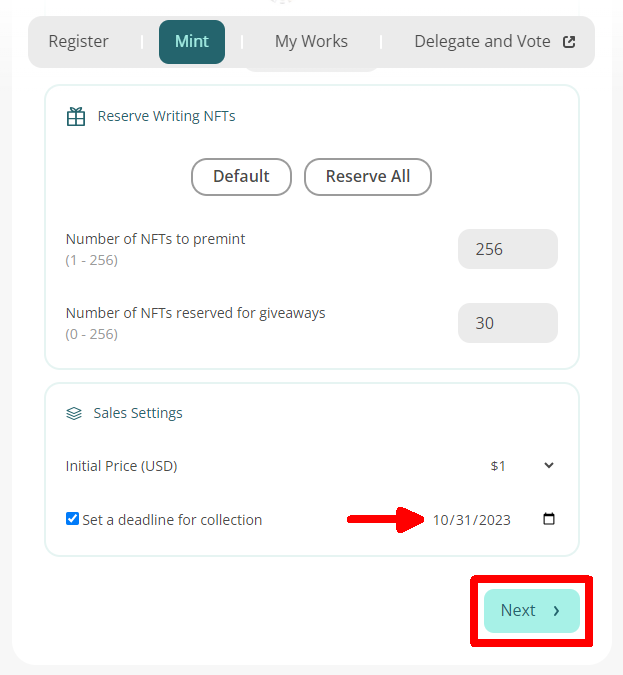 Register
Mint
My Works
Delegate and Vote
Reserve Writing NFTs
Default
Reserve All
Number of NFTs to premint
(1 - 256)
256
Number of NFTs reserved for giveaways
(0 - 256)
30
Sales Settings
Initial Price (USD)
$1
Set a deadline for collection
10/31/2023
Next